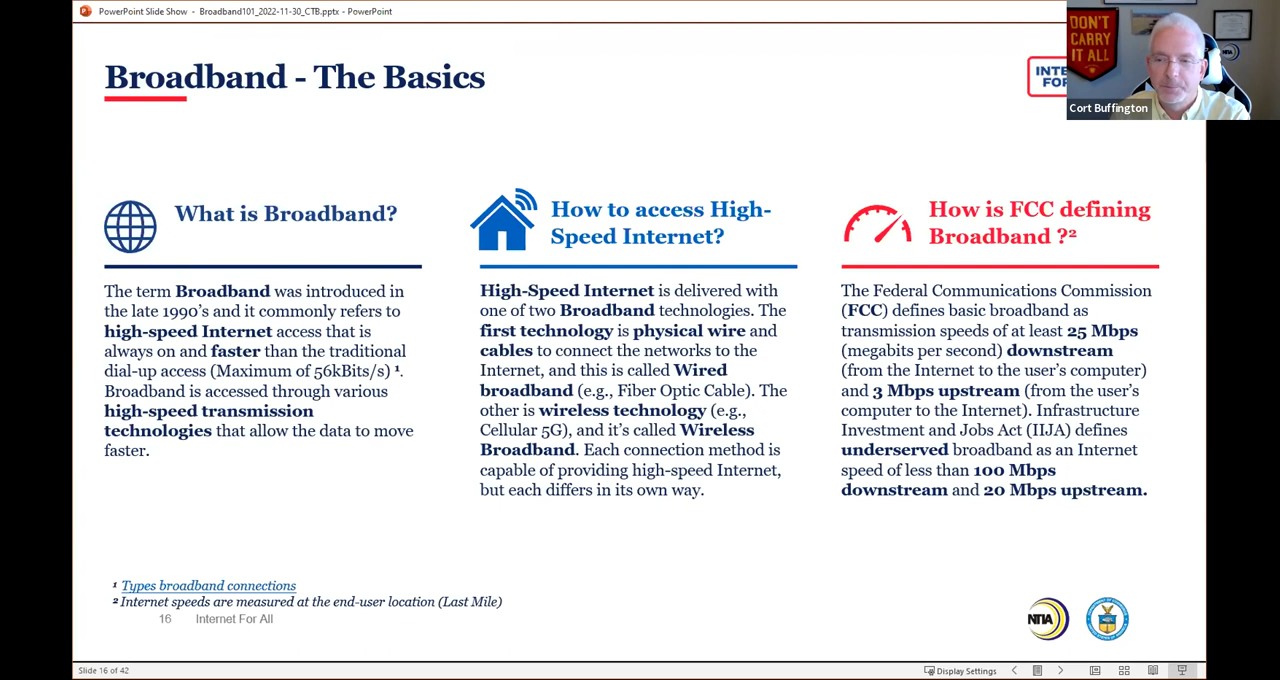 PowerPoint Slide Show - Broadband101_2022-11-30_CTB.pptx - PowerPoint
Broadband - The Basics
DON'T
CARRY
IT ALL
Cort Buffington
What is Broadband?
The term Broadband was introduced in
the late 1990's and it commonly refers to
high-speed Internet access that is
always on and faster than the traditional
dial-up access (Maximum of 56kBits/s) ¹.
Broadband is accessed through various
high-speed transmission
technologies that allow the data to move
faster.
How to access High-
Speed Internet?
High-Speed Internet is delivered with
one of two Broadband technologies. The
first technology is physical wire and
cables to connect the networks to the
Internet, and this is called Wired
broadband (e.g., Fiber Optic Cable). The
other is wireless technology (e.g.,
Cellular 5G), and it's called Wireless
Broadband. Each connection method is
capable of providing high-speed Internet,
but each differs in its own way.
How is FCC defining
Broadband ?²
The Federal Communications Commission
(FCC) defines basic broadband as
transmission speeds of at least 25 Mbps
(megabits per second) downstream
(from the Internet to the user's computer)
and 3 Mbps upstream (from the user's
computer to the Internet). Infrastructure
Investment and Jobs Act (IIJA) defines
underserved broadband as an Internet
speed of less than 100 Mbps
downstream and 20 Mbps upstream.
¹ Types broadband connections
² Internet speeds are measured at the end-user location (Last Mile)
16 Internet For All
NTIA
Slide 16 of 42
Display Settings